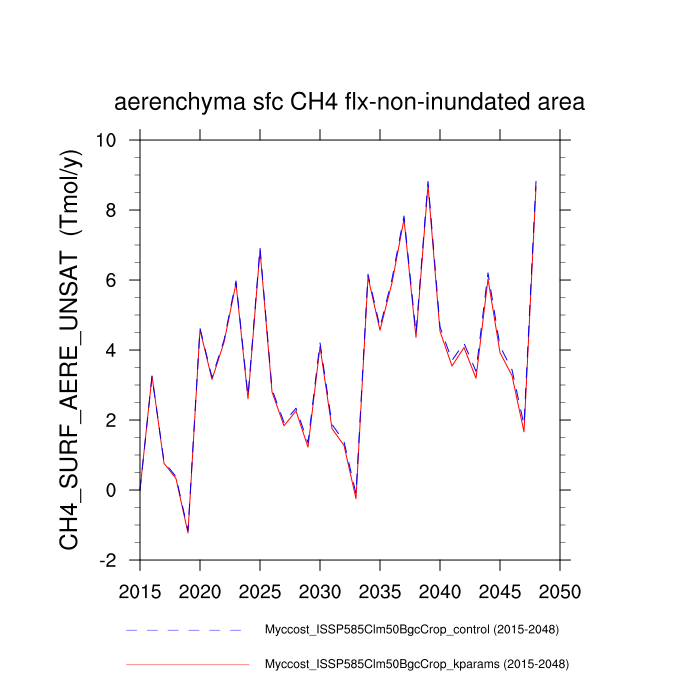 aerenchyma sfc CH4 flx-non-inundated area
CH4_SURF_AERE_UNSAT (Tmol/y)
10
8
6
4
2
0
-2
2015 2020 2025 2030 2035 2040 2045 2050
Myccost_ISSP585Clm50BgcCrop_control (2015-2048)
Myccost_ISSP585Clm50BgcCrop_kparams (2015-2048)